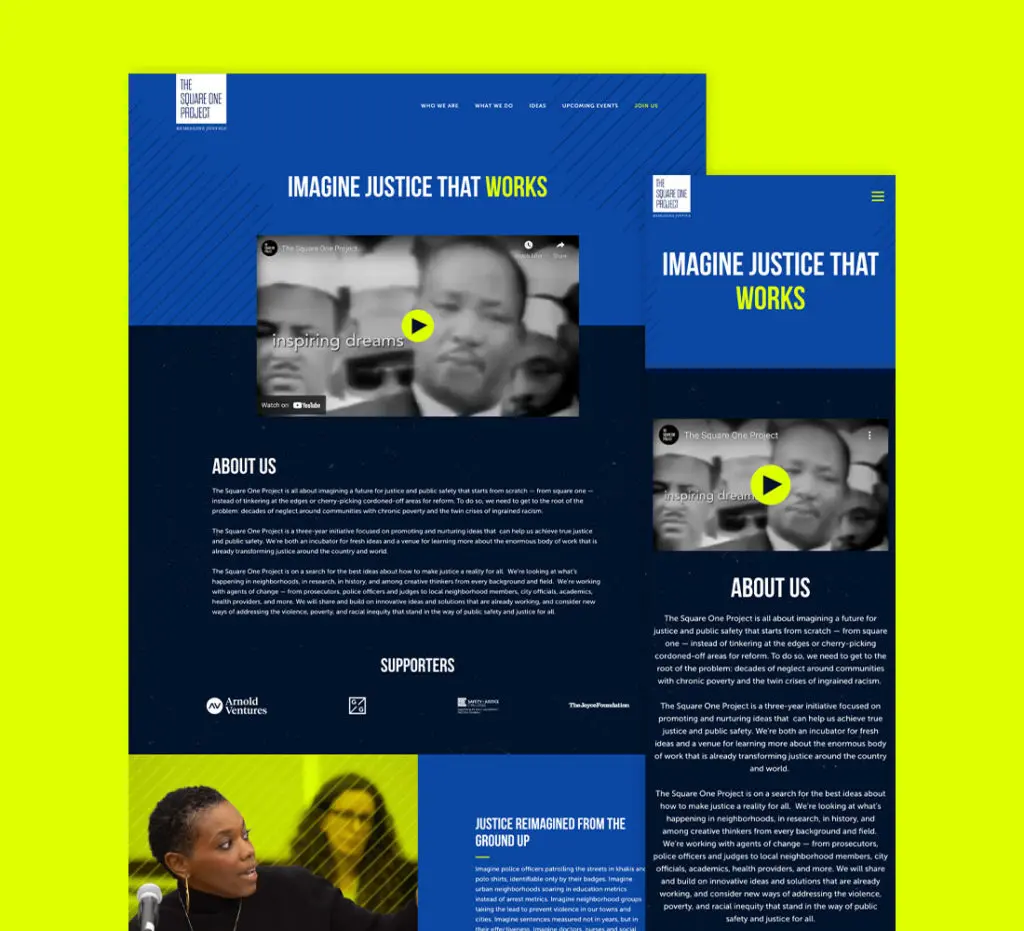 THE
SQUARE ONE
PROJECT
WHO WE ARE WHAT WE DO IDEAS UPCOMING EVENTS JOIN US
IMAGINE JUSTICE THAT WORKS
The Square One Project
Watch later Share
inspiring dreams
Watch on YouTube
ABOUT US
The Square One Project is all about imagining a future for justice and public safety that starts from scratch — from square one —
instead of tinkering at the edges or cherry-picking cordoned-off areas for reform. To do so, we need to get to the root of the
problem: decades of neglect around communities with chronic poverty and the twin crises of ingrained racism.
The Square One Project is a three-year initiative focused on promoting and nurturing ideas that can help us achieve true justice
and public safety. We're both an incubator for fresh ideas and a venue for learning more about the enormous body of work that is
already transforming justice around the country and world.
The Square One Project is on a search for the best ideas about how to make justice a reality for all. We're looking at what's
happening in neighborhoods, in research, in history, and among creative thinkers from every background and field. We're working
with agents of change — from prosecutors, police officers and judges to local neighborhood members, city officials, academics,
health providers, and more. We will share and build on innovative ideas and solutions that are already working, and consider new
ways of addressing the violence, poverty, and racial inequity that stand in the way of public safety and justice for all.
SUPPORTERS
AV Arnold
Ventures
G/G
SAFETY+JUSTICE
CHALLENGE
The Joyce Foundation
JUSTICE REIMAGINED FROM THE
GROUND UP
Imagine police officers patrolling the streets in khakis and
polo shirts, identifiable only by their badges. Imagine
urban neighborhoods soaring in education metrics
instead of arrest metrics. Imagine neighborhood groups
taking the lead to prevent violence in our towns and
cities. Imagine sentences measured not in years, but in
their effectiveness. Imagine doctors, nurses and social
THE
SQUARE ONE
PROJECT
IMAGINE JUSTICE THAT
WORKS
The Square One Project
inspiring dream
ABOUT US
The Square One Project is all about imagining a future for
justice and public safety that starts from scratch — from square
one — instead of tinkering at the edges or cherry-picking
cordoned-off areas for reform. To do so, we need to get to the
root of the problem: decades of neglect around communities
with chronic poverty and the twin crises of ingrained racism.
The Square One Project is a three-year initiative focused on
promoting and nurturing ideas that can help us achieve true
justice and public safety. We're both an incubator for fresh
ideas and a venue for learning more about the enormous body
of work that is already transforming justice around the country
and world.
The Square One Project is on a search for the best ideas about
how to make justice a reality for all. We're looking at what's
happening in neighborhoods, in research, in history, and
among creative thinkers from every background and field.
We're working with agents of change — from prosecutors,
police officers and judges to local neighborhood members, city
officials, academics, health providers, and more. We will share
and build on innovative ideas and solutions that are already
working, and consider new ways of addressing the violence,
poverty, and racial inequity that stand in the way of public
safety and justice for all.